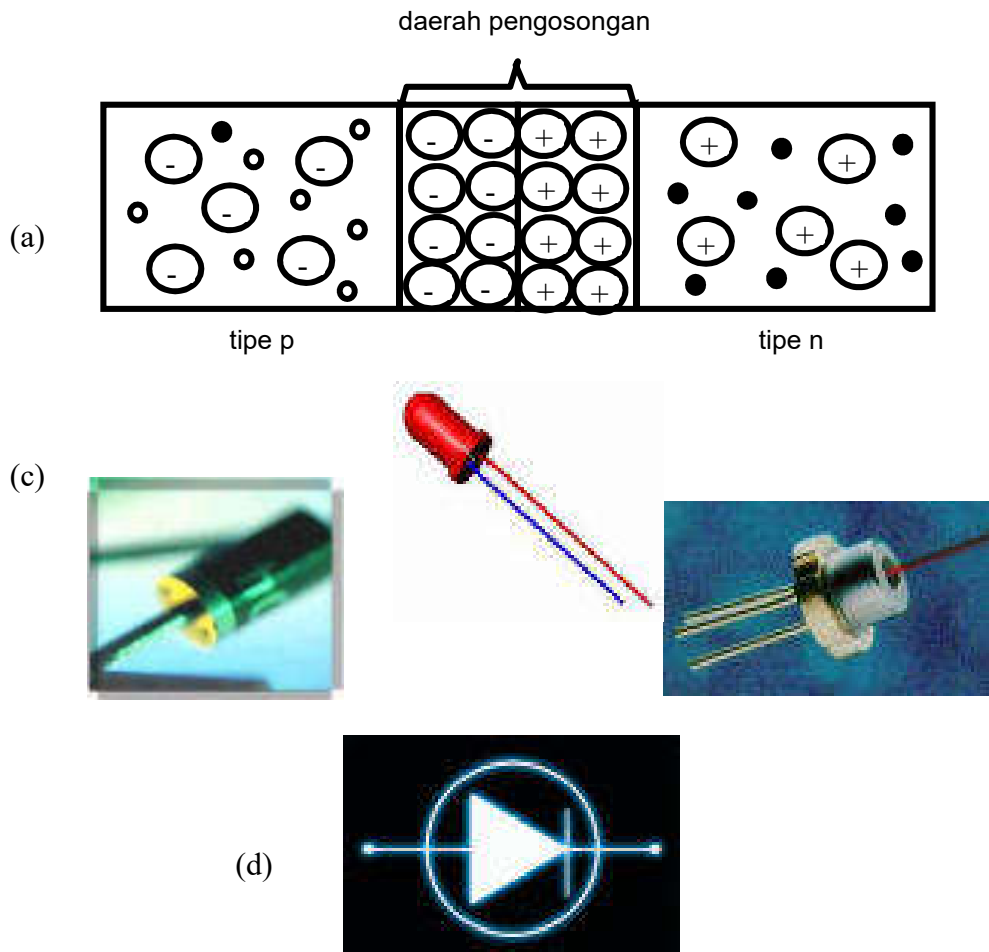 daerah pengosongan
- - - + + + +
- - - + +
(a) - - - + + + +
- - - - + + + +
- - + +
tipe p tipe n
(c)
(d)